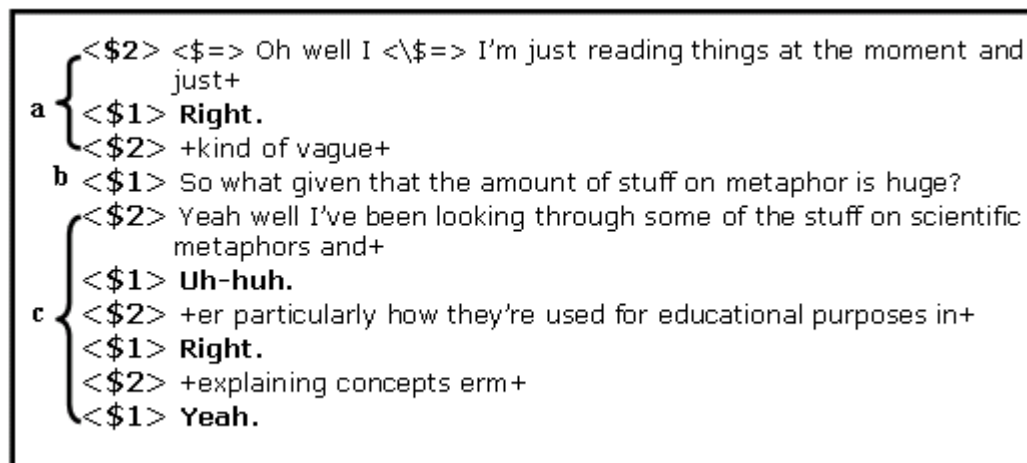 <$2> <$=> Oh well I <\$=> I'm just reading things at the moment and
just+
a
<$1> Right.
<$2> +kind of vague+
b <$1> So what given that the amount of stuff on metaphor is huge?
<$2> Yeah well I've been looking through some of the stuff on scientific
metaphors and+
<$1> Uh-huh.
c <$2> +er particularly how they're used for educational purposes in+
<$1> Right.
<$2> +explaining concepts erm+
<$1> Yeah.